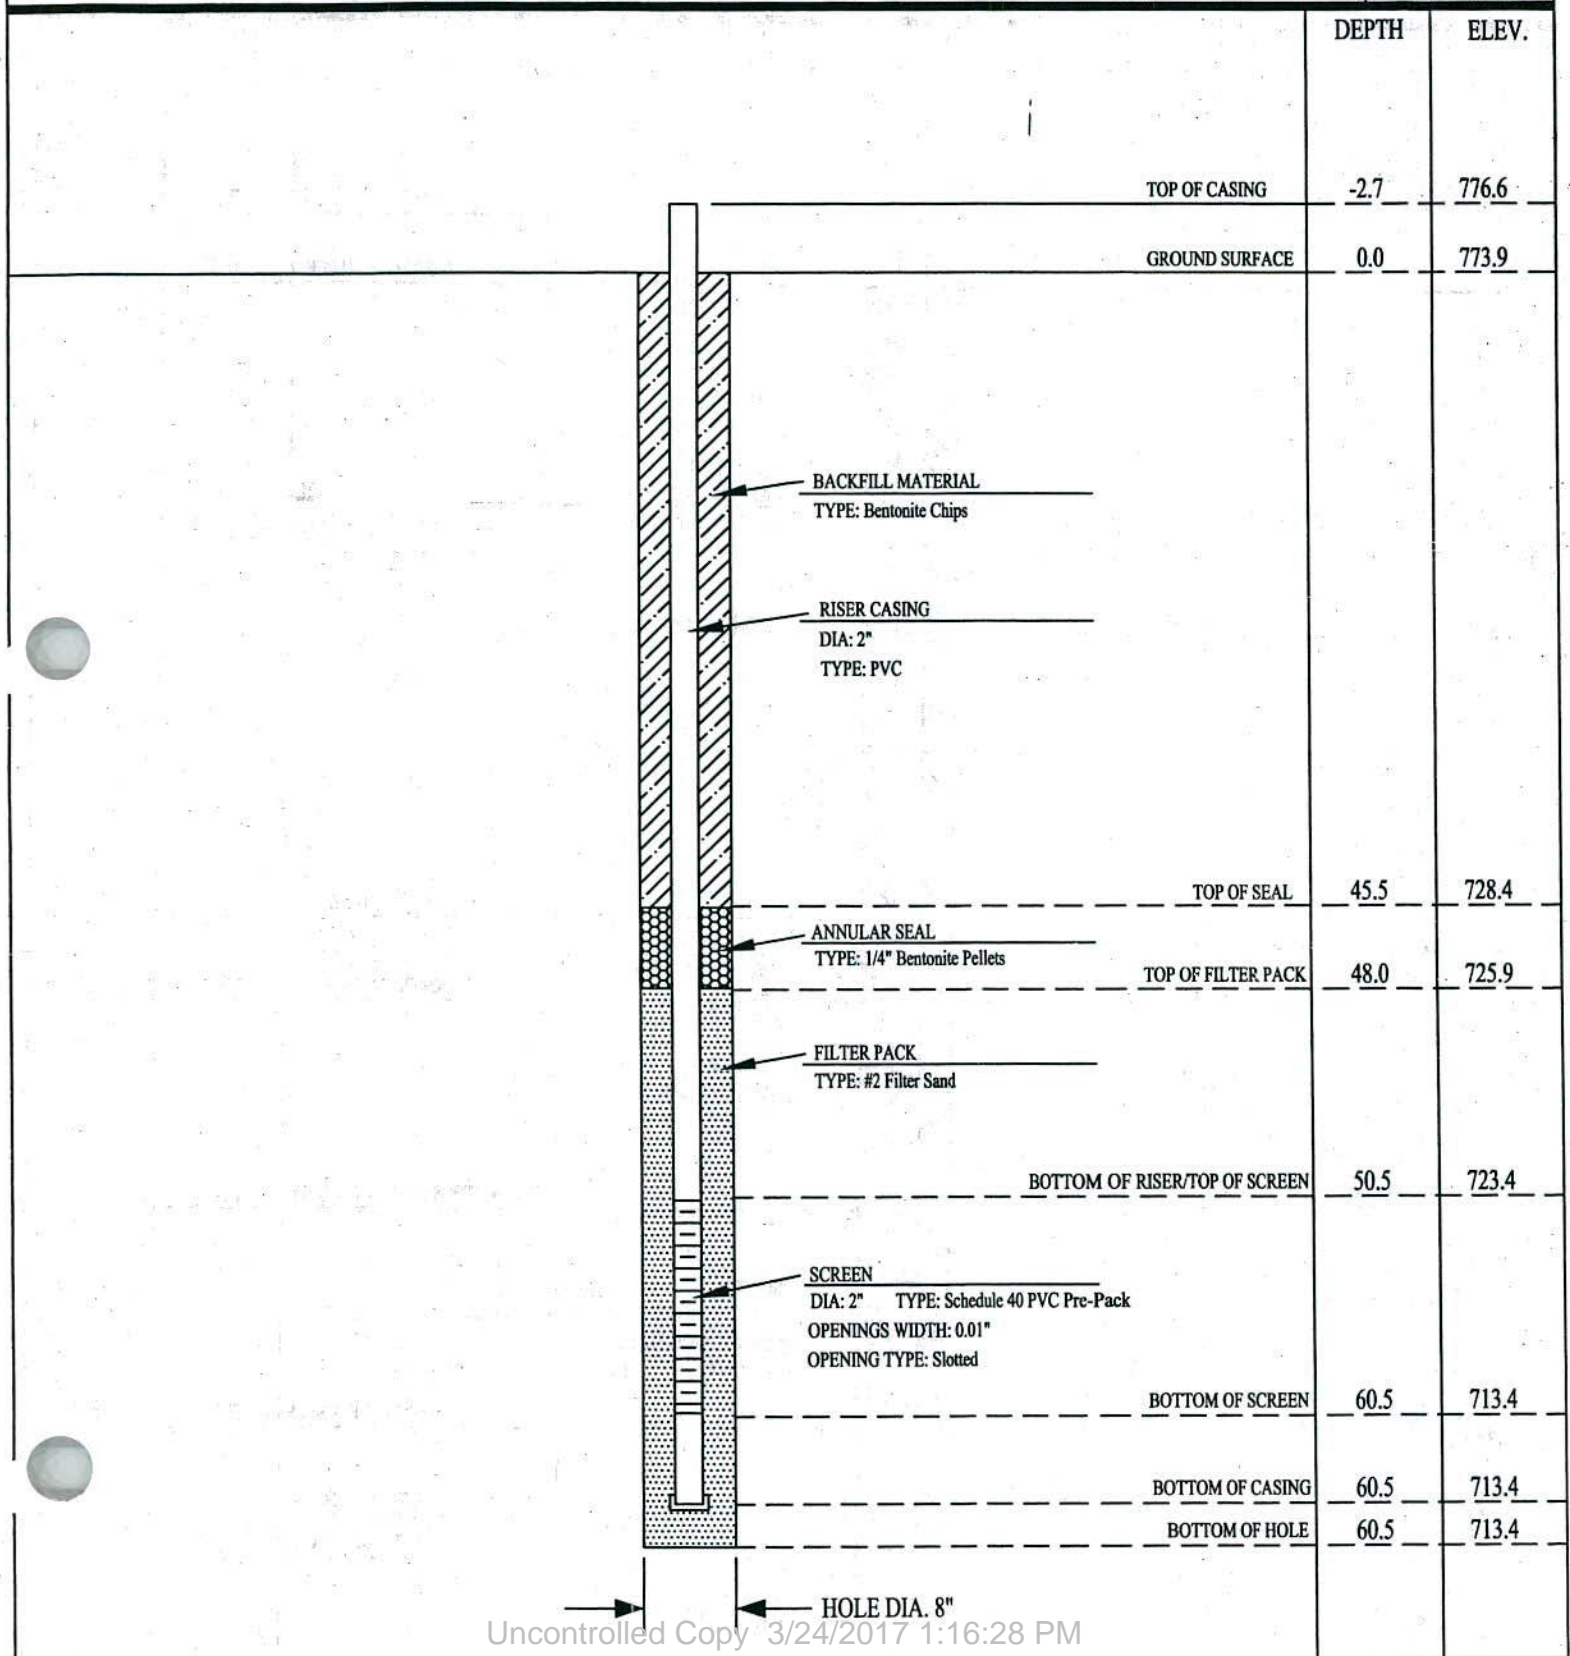 DEPTH ELEV.
TOP OF CASING -2.7 776.6
GROUND SURFACE 0.0 773.9
BACKFILL MATERIAL
TYPE: Bentonite Chips
RISER CASING
DIA: 2"
TYPE: PVC
TOP OF SEAL 45.5 728.4
ANNULAR SEAL
TYPE: 1/4" Bentonite Pellets
TOP OF FILTER PACK 48.0 725.9
FILTER PACK
TYPE: #2 Filter Sand
BOTTOM OF RISER/TOP OF SCREEN 50.5 723.4
SCREEN
DIA: 2" TYPE: Schedule 40 PVC Pre-Pack
OPENINGS WIDTH: 0.01"
OPENING TYPE: Slotted
BOTTOM OF SCREEN 60.5 713.4
BOTTOM OF CASING 60.5 713.4
BOTTOM OF HOLE 60.5 713.4
HOLE DIA. 8"
Uncontrolled Copy 3/24/2017 1:16:28 PM